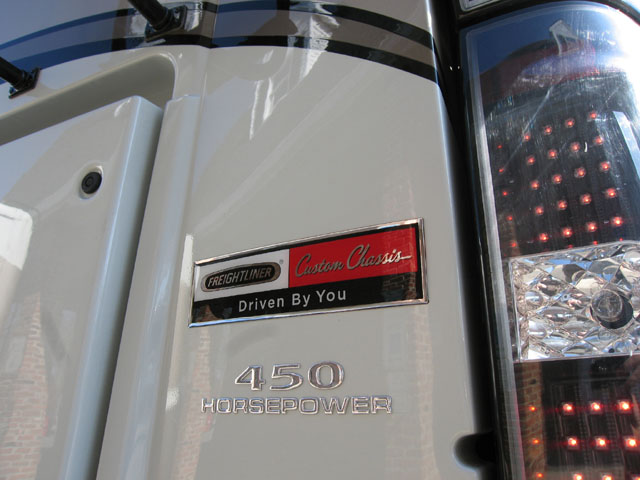 FREIGHTLINER® Custom Chassis
Driven By You
450
HORSEPOWER